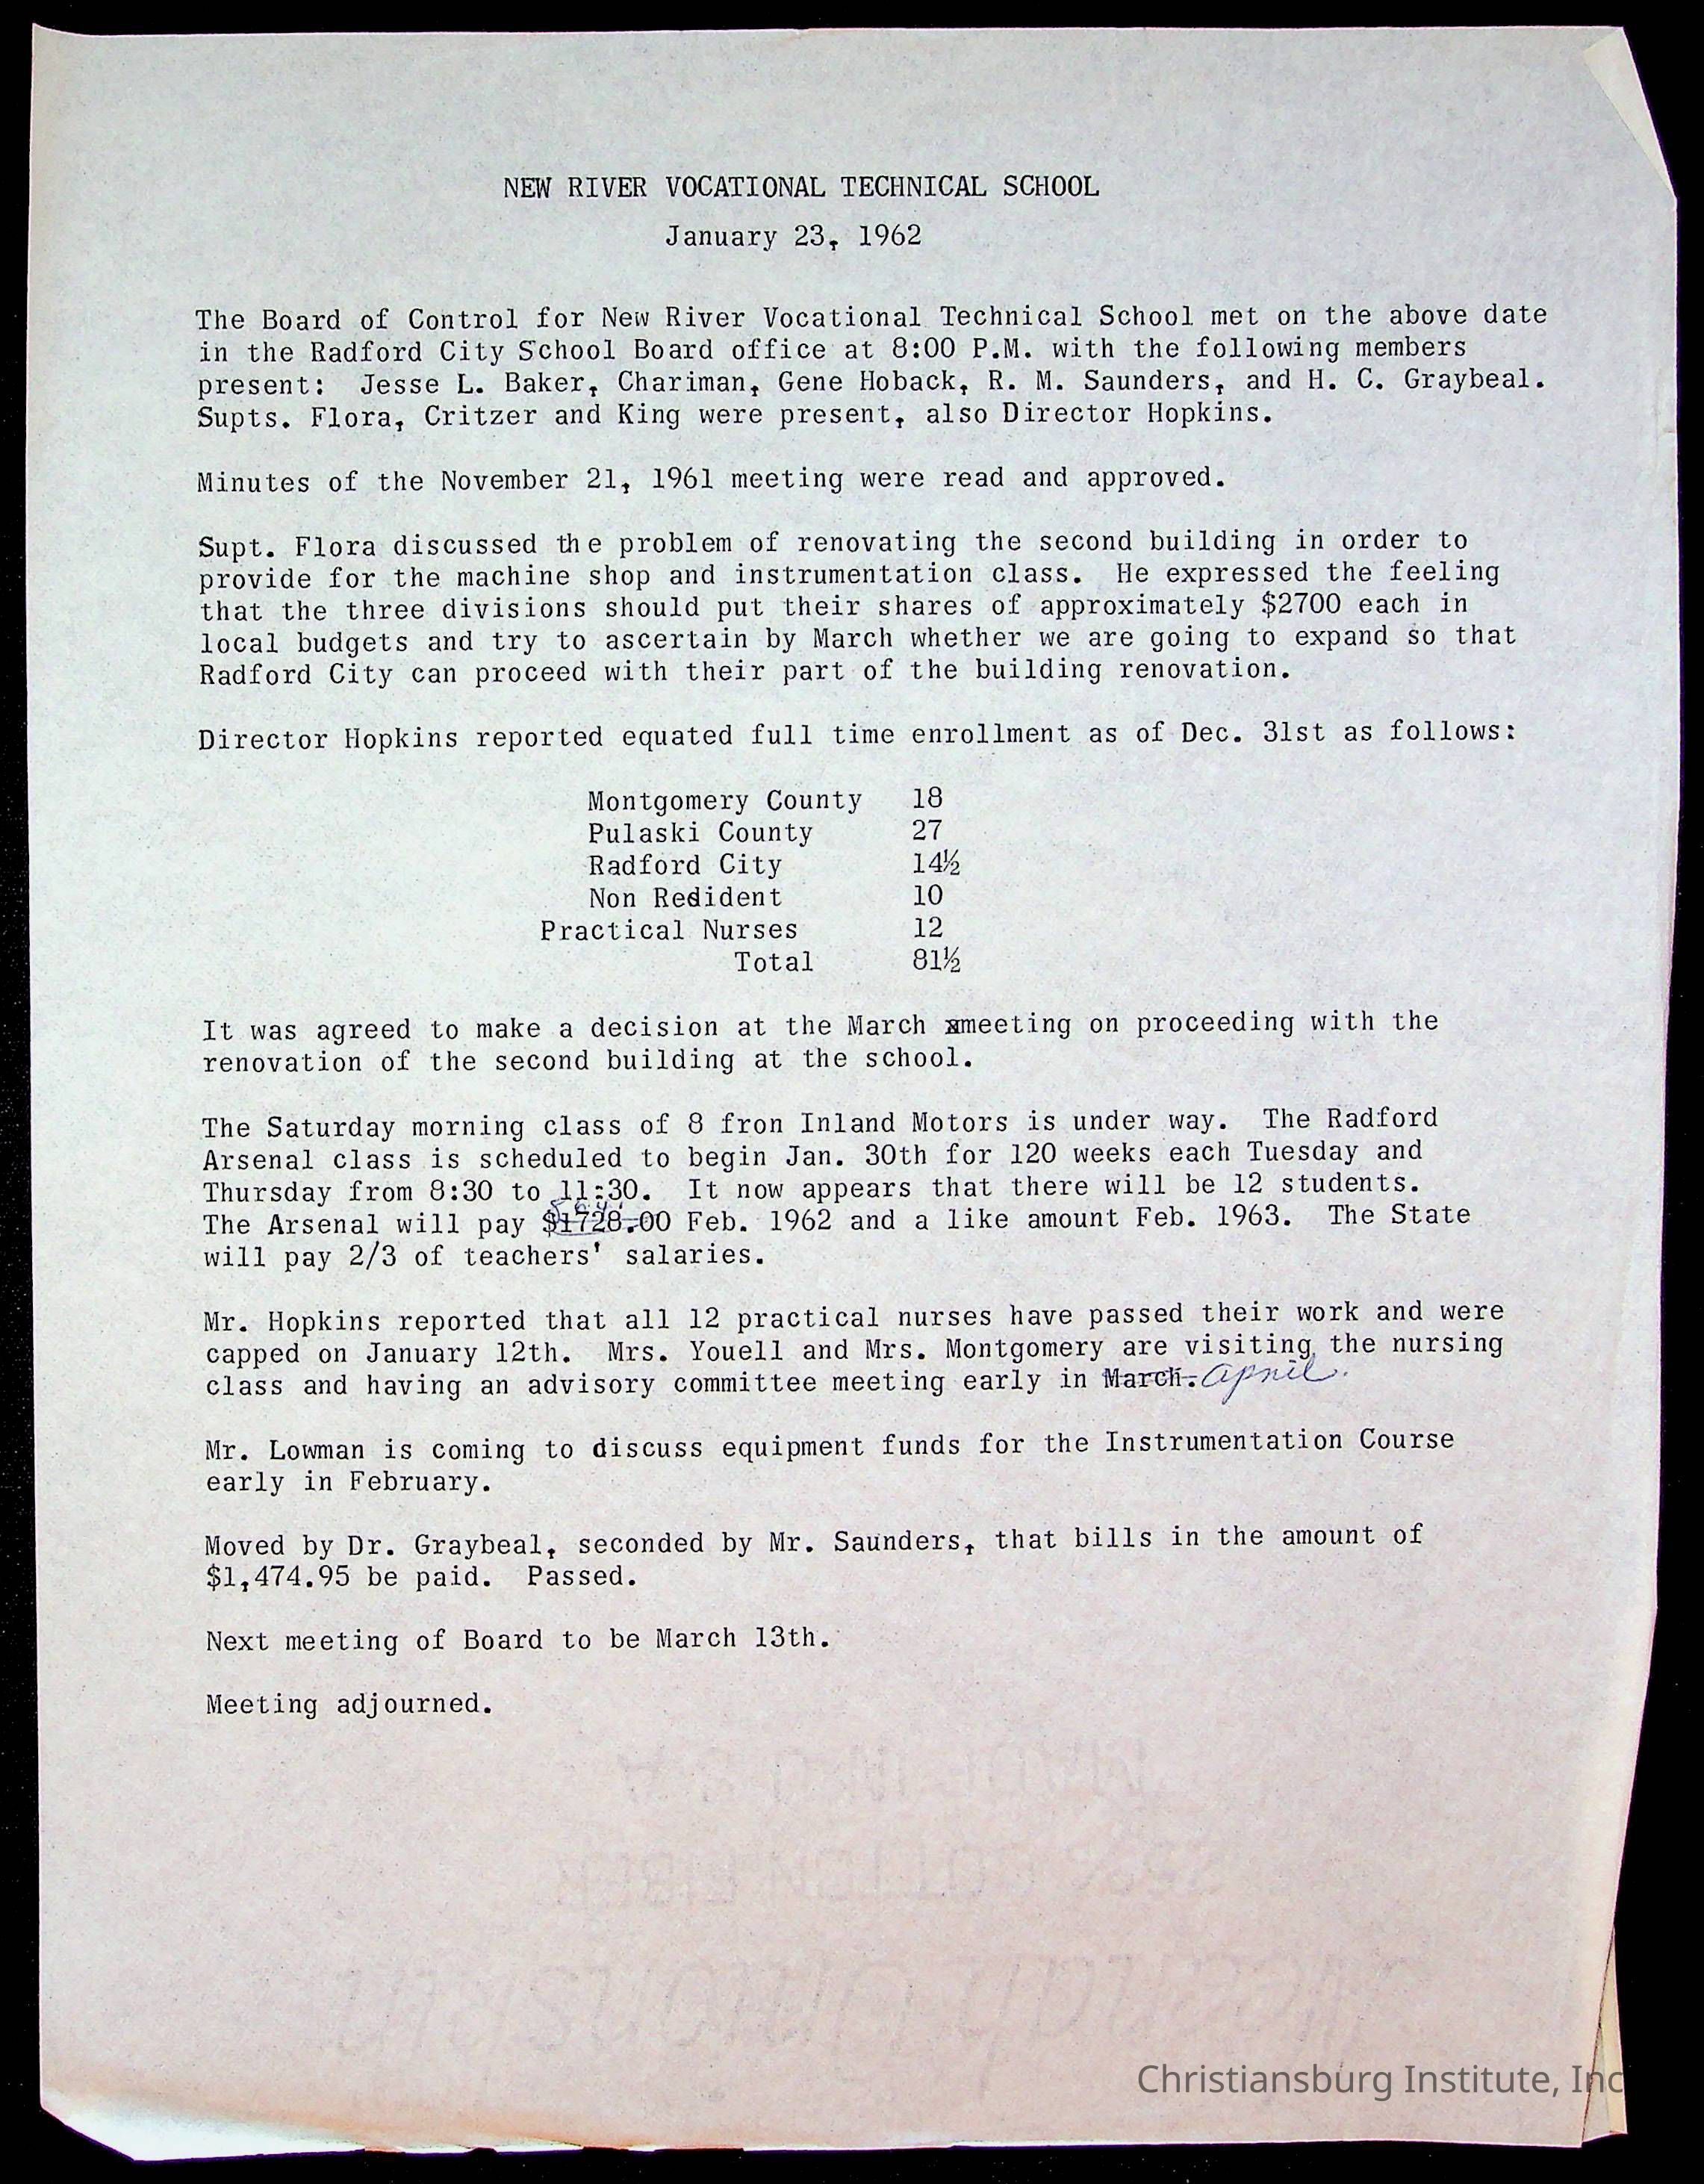 NEW RIVER VOCATIONAL TECHNICAL SCHOOL
January 23, 1962
The Board of Control for New River Vocational Technical School met on the above date
in the Radford City School Board office at 8:00 P.M. with the following members
present: Jesse L. Baker, Chariman, Gene Hoback, R. M. Saunders, and H. C. Graybeal.
Supts. Flora, Critzer and King were present, also Director Hopkins.
Minutes of the November 21, 1961 meeting were read and approved.
Supt. Flora discussed the problem of renovating the second building in order to
provide for the machine shop and instrumentation class. He expressed the feeling
that the three divisions should put their shares of approximately $2700 each in
local budgets and try to ascertain by March whether we are going to expand so that
Radford City can proceed with their part of the building renovation.
Director Hopkins reported equated full time enrollment as of Dec. 31st as follows:
Montgomery County 18
Pulaski County 27
Radford City 14½
Non Redident 10
Practical Nurses 12
Total 81½
It was agreed to make a decision at the March xmeeting on proceeding with the
renovation of the second building at the school.
The Saturday morning class of 8 fron Inland Motors is under way. The Radford
Arsenal class is scheduled to begin Jan. 30th for 120 weeks each Tuesday and
Thursday from 8:30 to 11:30. It now appears that there will be 12 students.
The Arsenal will pay $1728.00 Feb. 1962 and a like amount Feb. 1963. The State
will pay 2/3 of teachers' salaries.
Mr. Hopkins reported that all 12 practical nurses have passed their work and were
capped on January 12th. Mrs. Youell and Mrs. Montgomery are visiting the nursing
class and having an advisory committee meeting early in March. April.
Mr. Lowman is coming to discuss equipment funds for the Instrumentation Course
early in February.
Moved by Dr. Graybeal, seconded by Mr. Saunders, that bills in the amount of
$1,474.95 be paid. Passed.
Next meeting of Board to be March 13th.
Meeting adjourned.
Christiansburg Institute, Inc